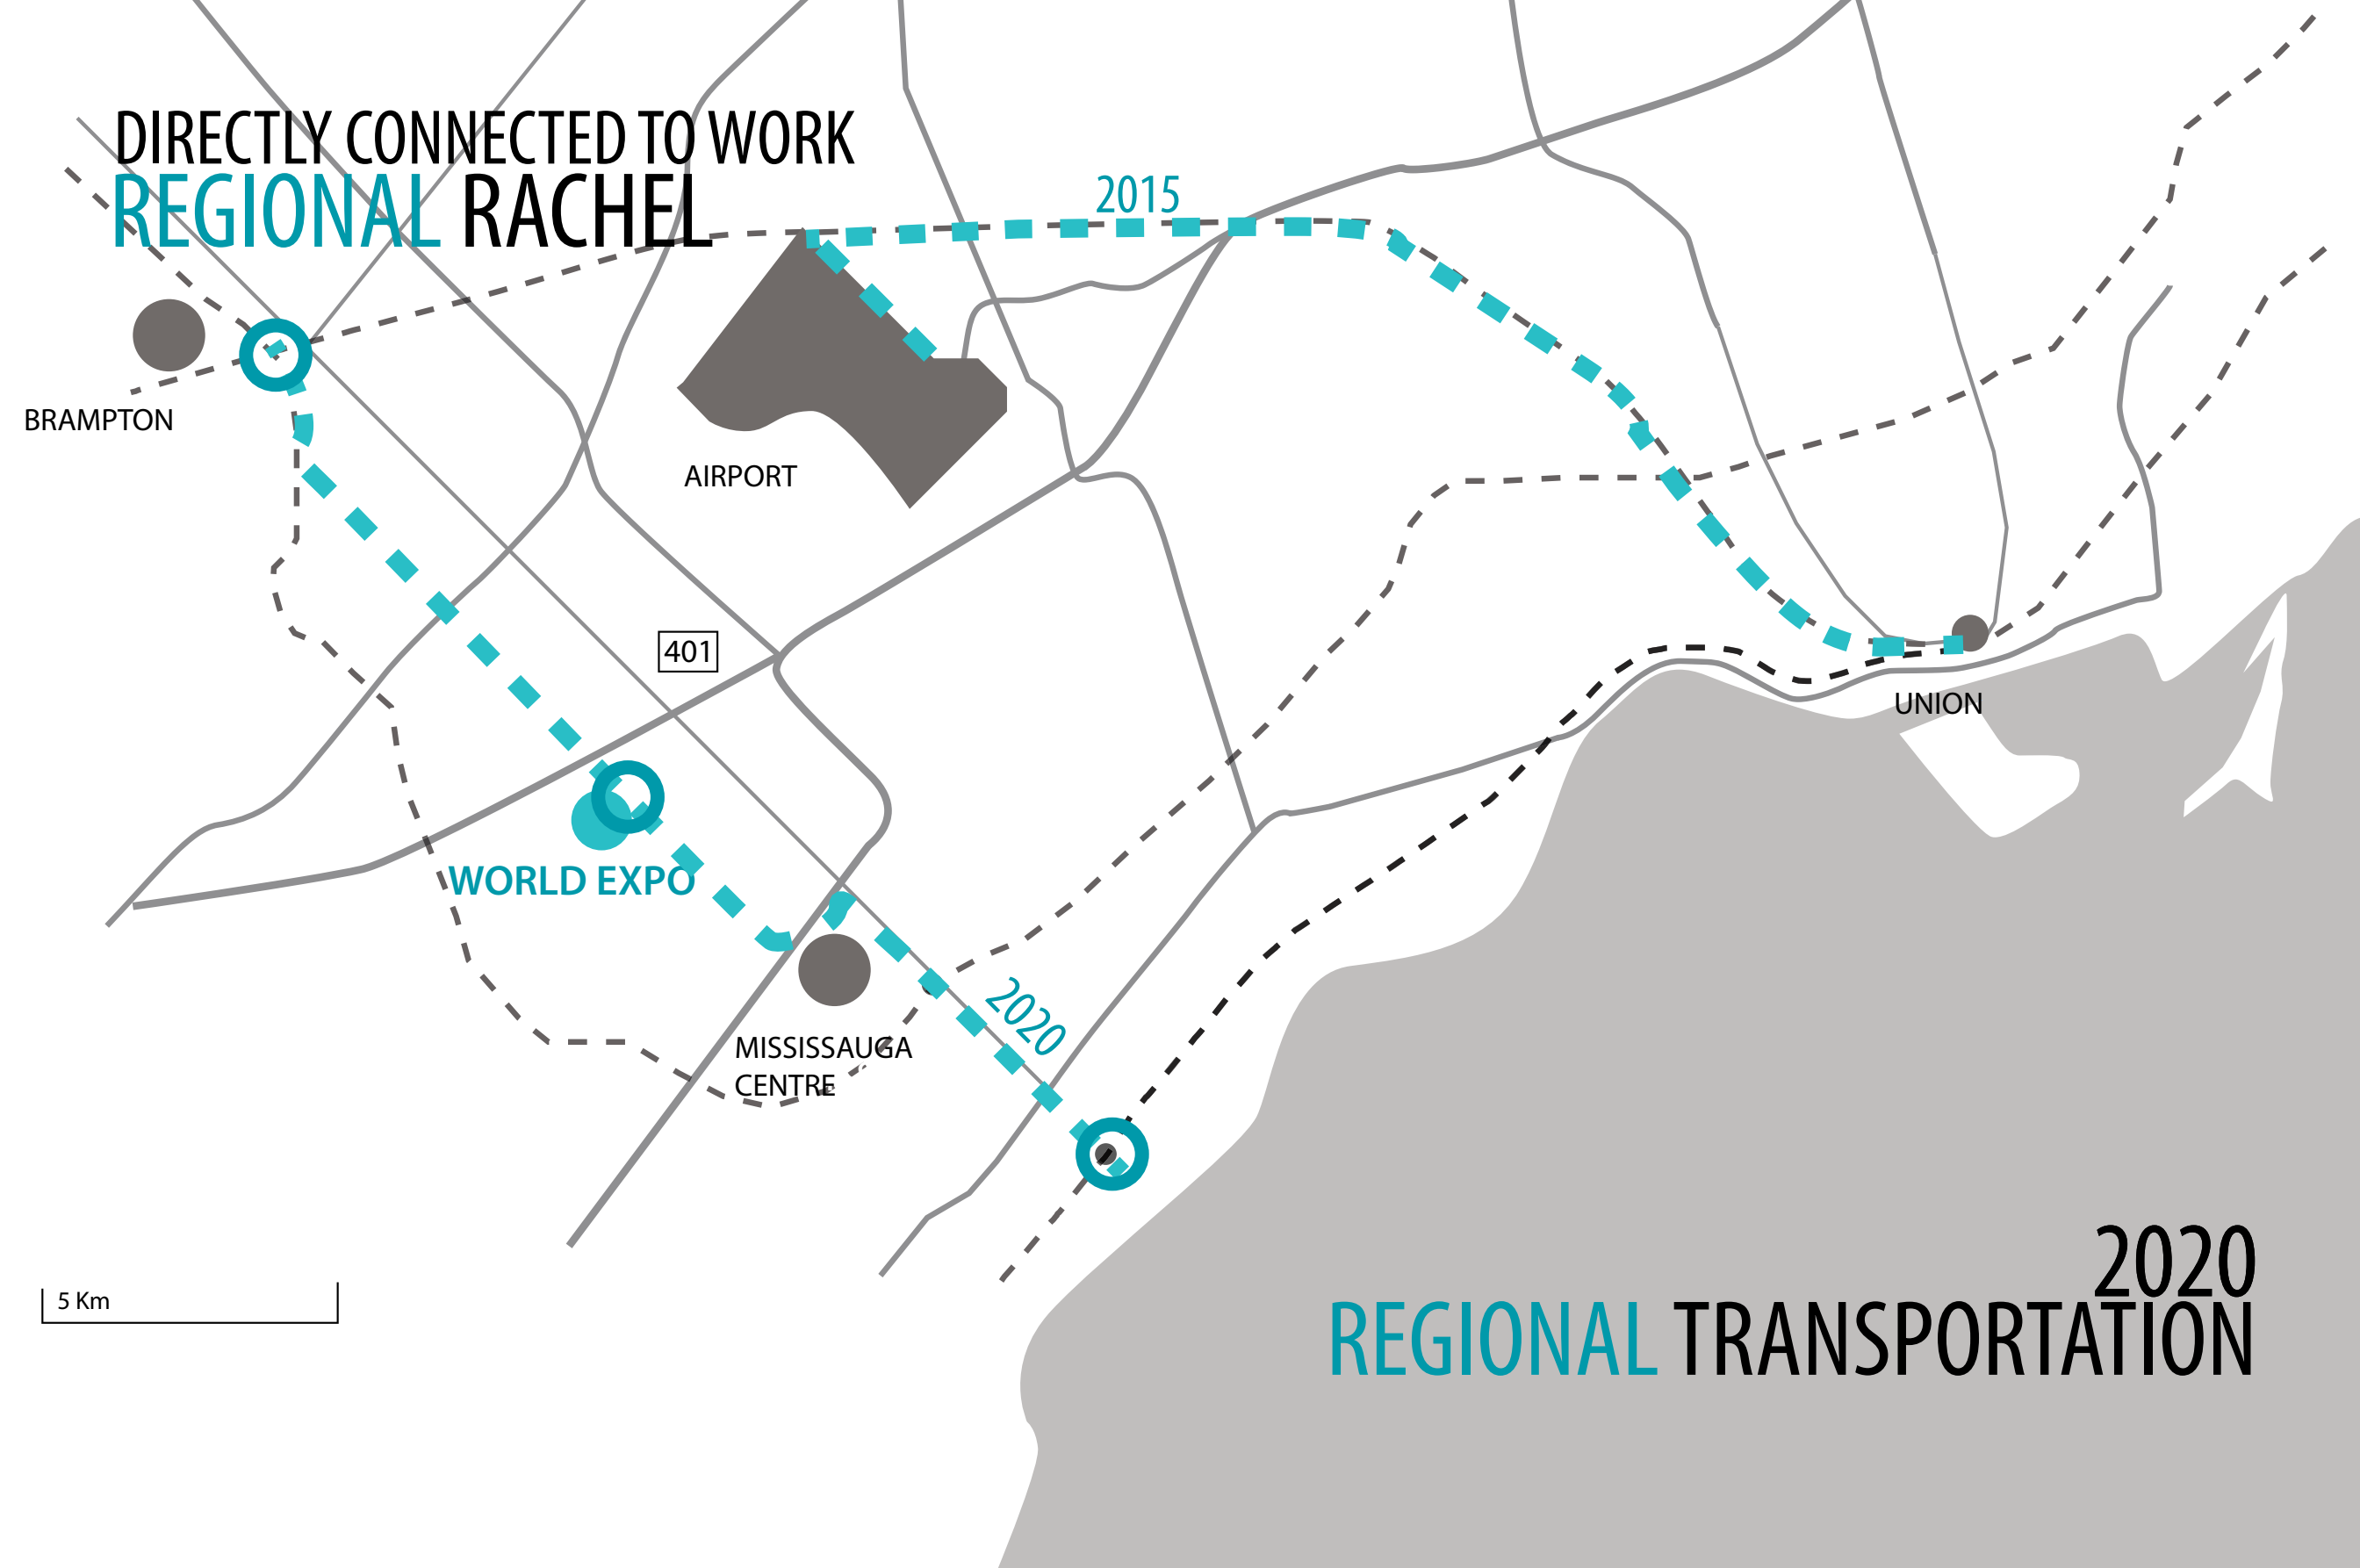 DIRECTLY CONNECTED TO WORK
REGIONAL RACHEL
2015
BRAMPTON
AIRPORT
401
UNION
WORLD EXPO
2020
MISSISSAUGA
CENTRE
5 Km
2020
REGIONAL TRANSPORTATION